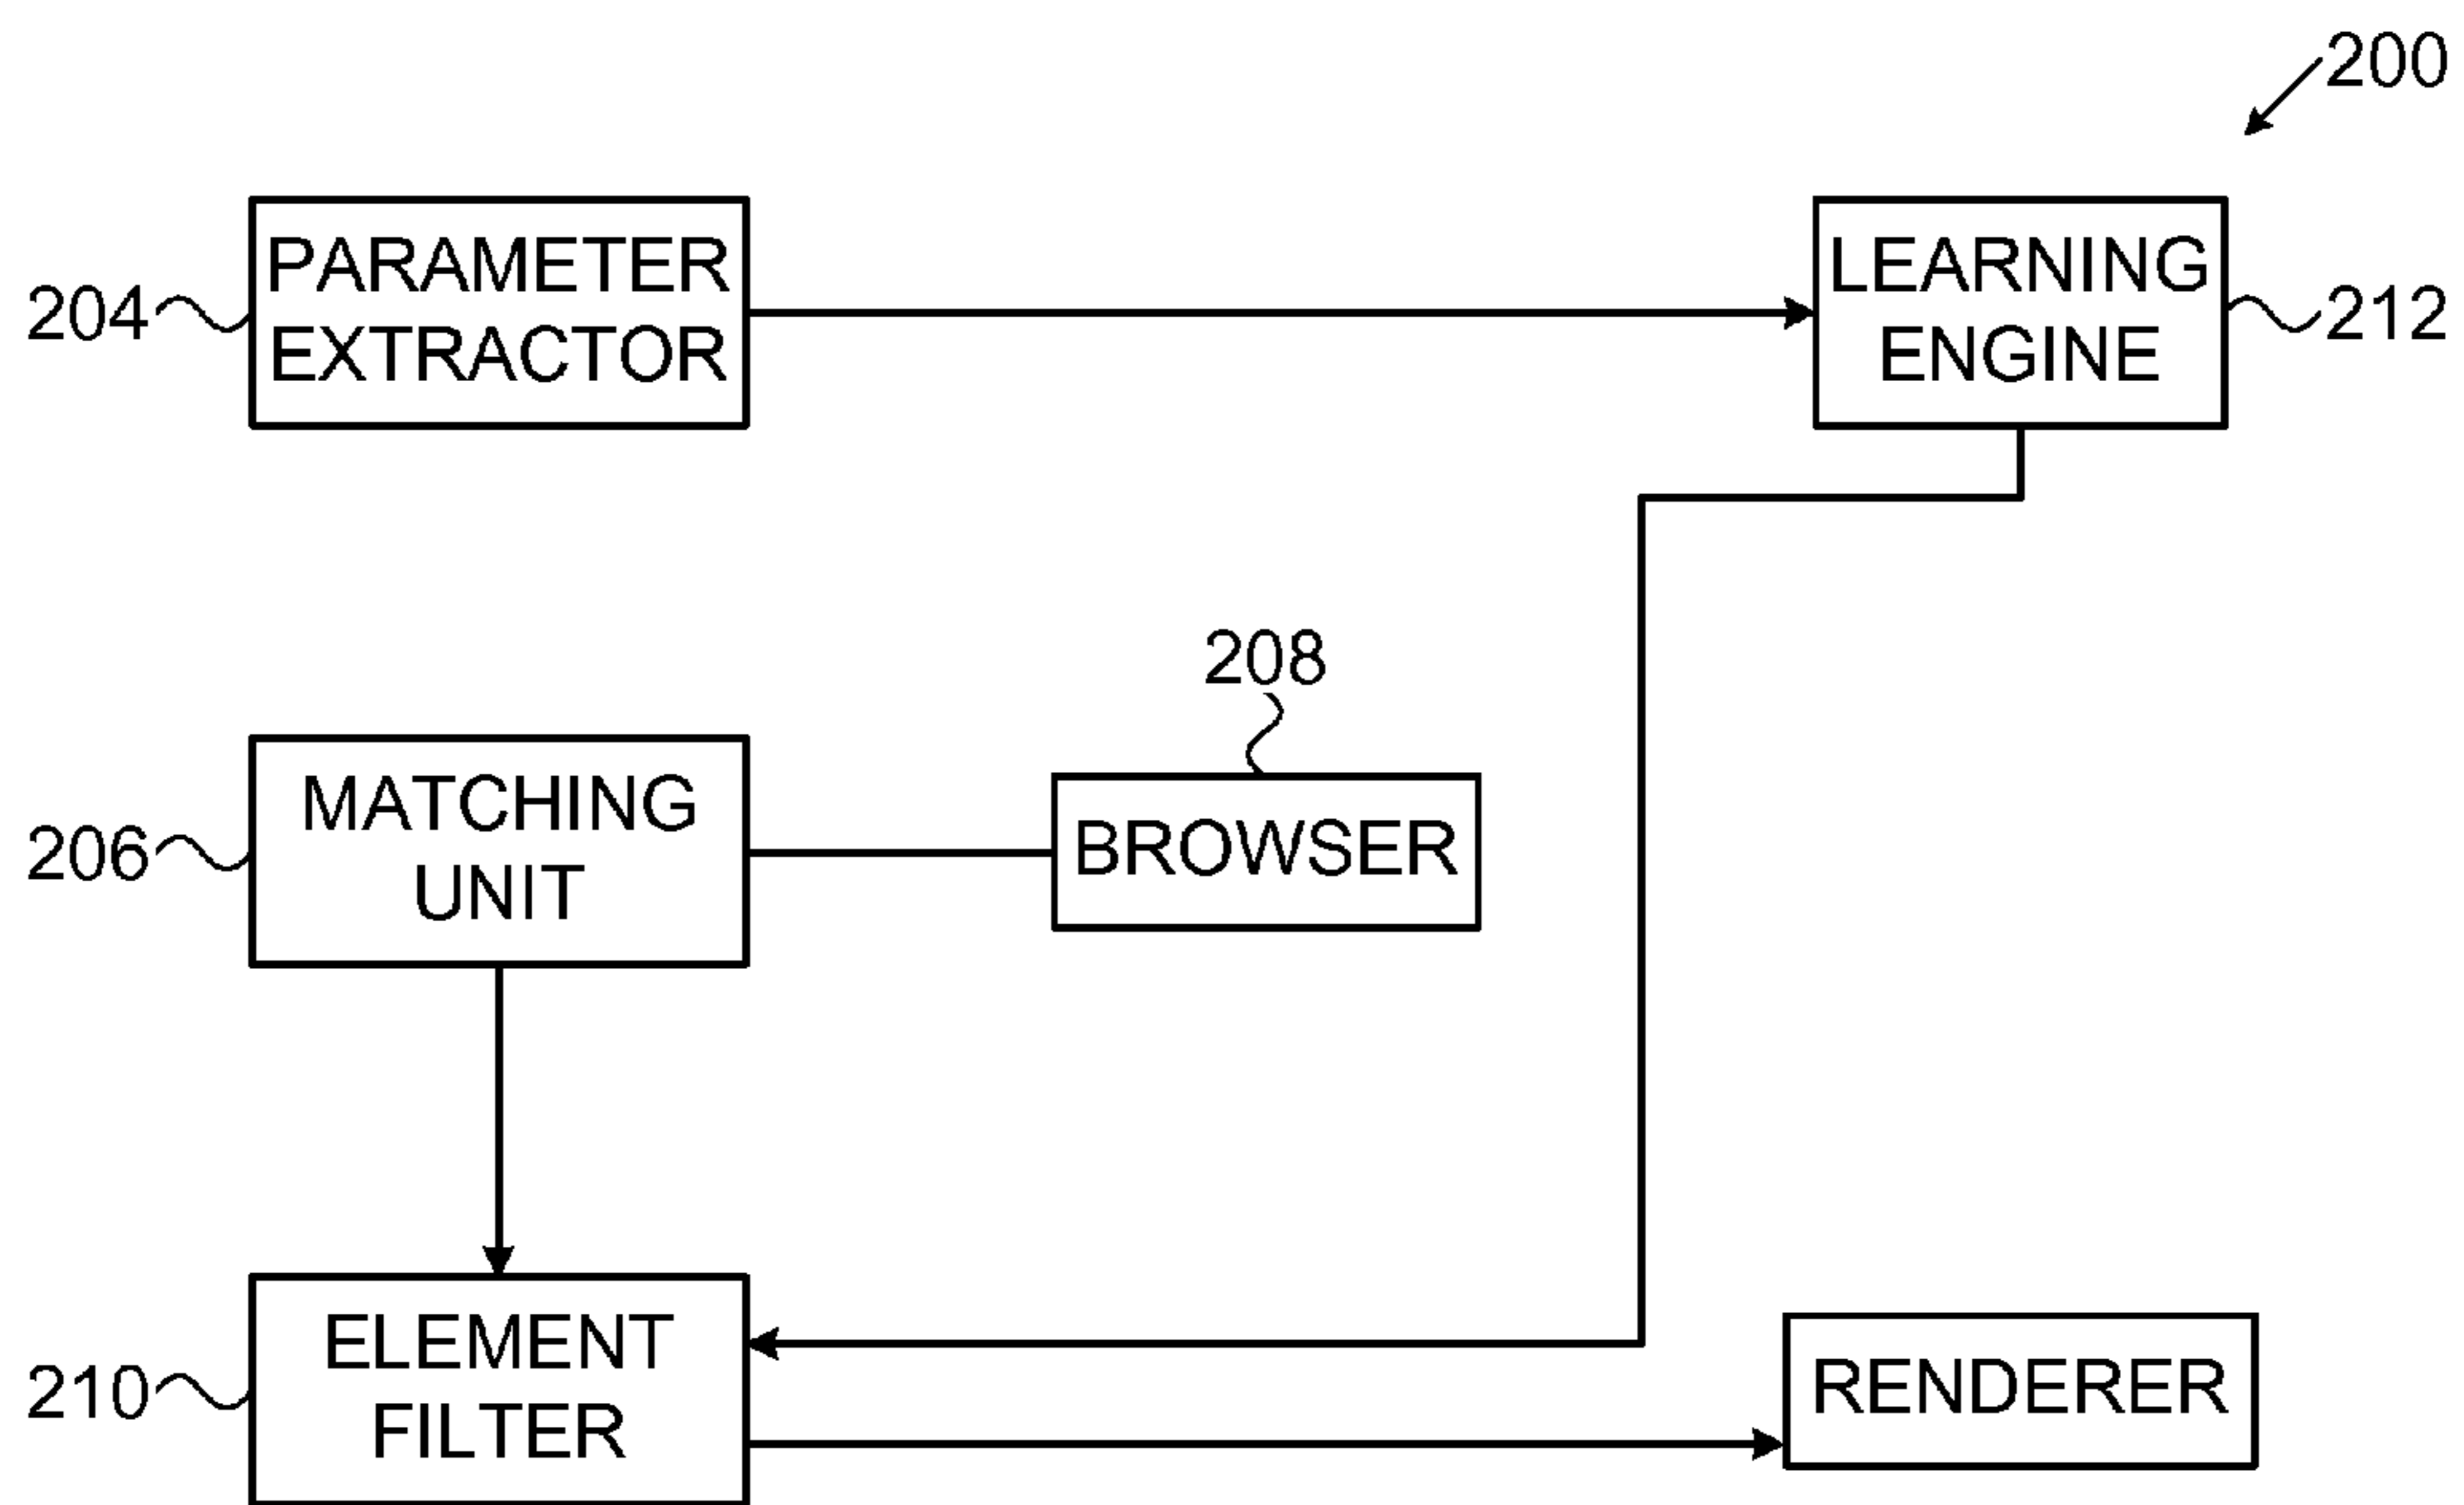 200
PARAMETER
EXTRACTOR
204
LEARNING
ENGINE
212
208
MATCHING
UNIT
206
BROWSER
ELEMENT
FILTER
210
RENDERER